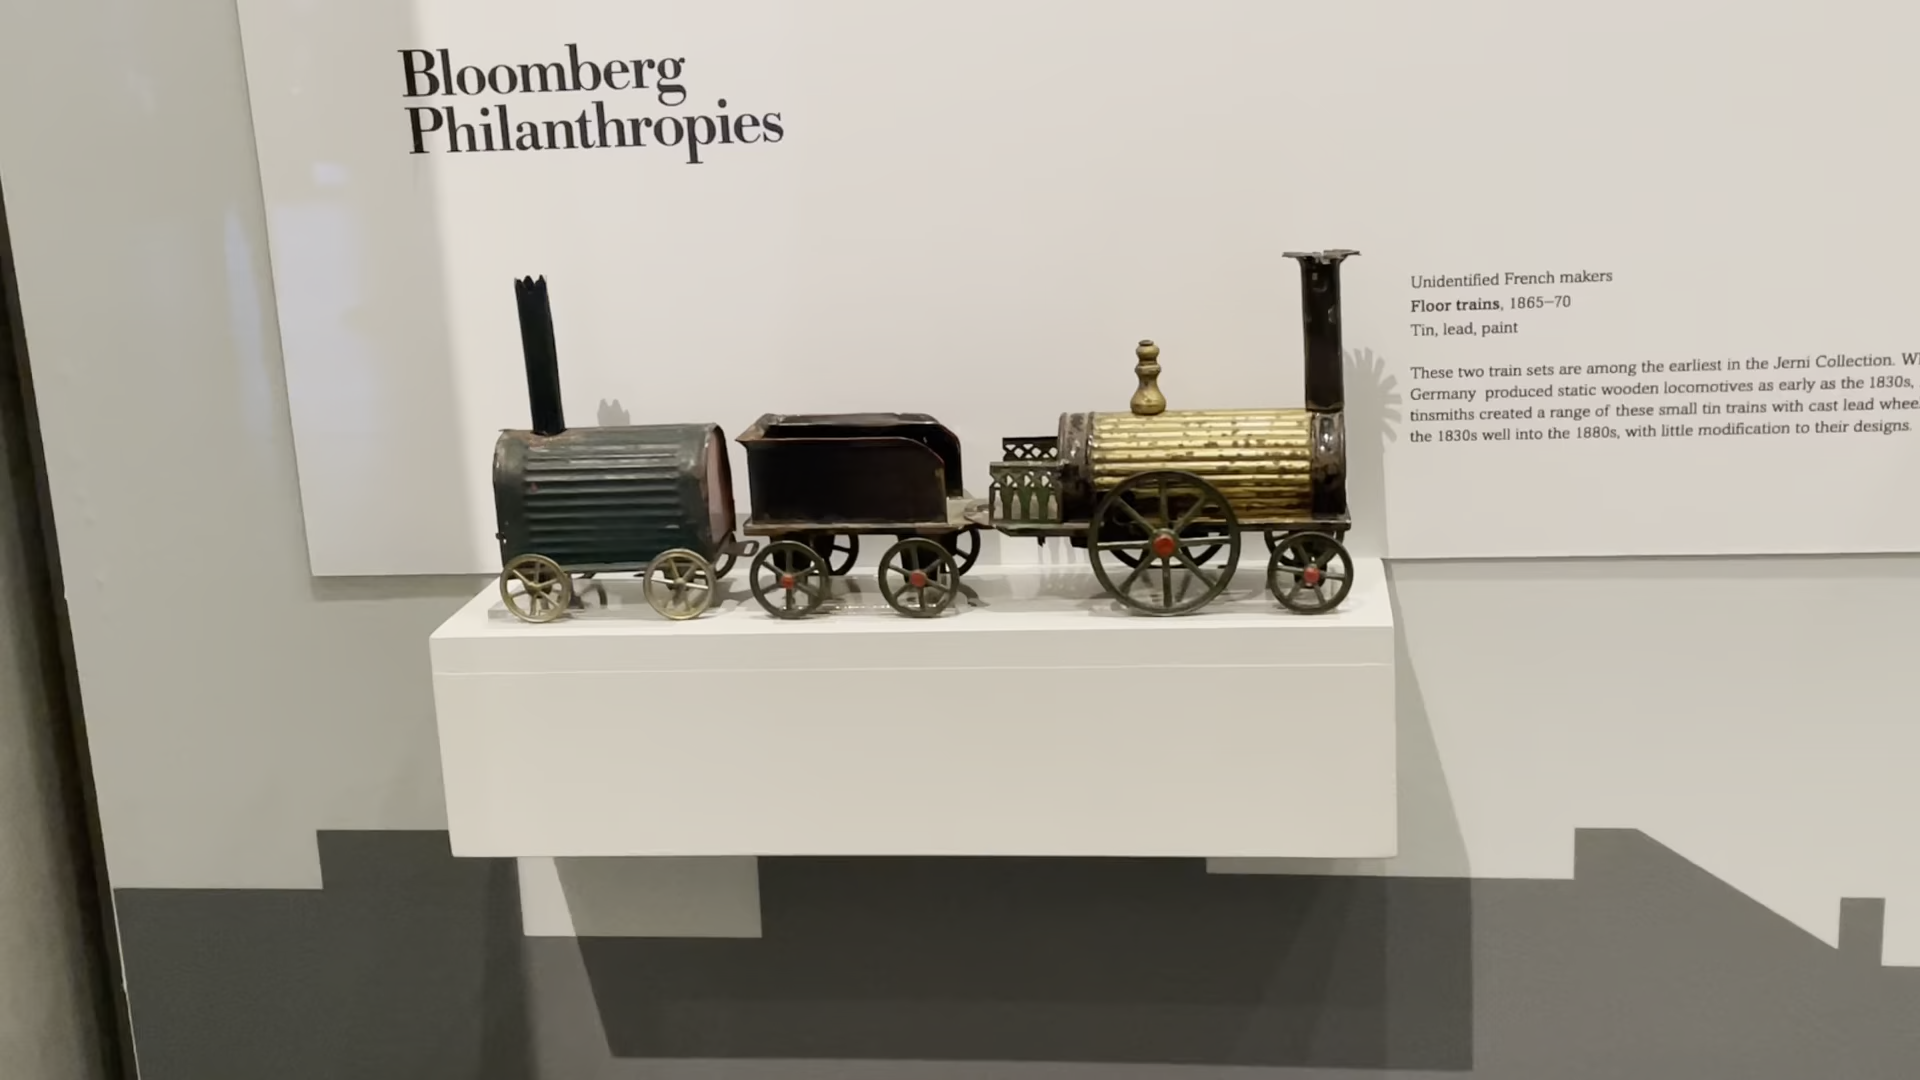 Bloomberg
Philanthropies
Unidentified French makers
Floor trains, 1865–70
Tin, lead, paint
These two train sets are among the earliest in the Jerni Collection.
Germany produced static wooden locomotives as early as the 1830s,
tinsmiths created a range of these small tin trains with cast lead
the 1830s well into the 1880s, with little modification to their designs.